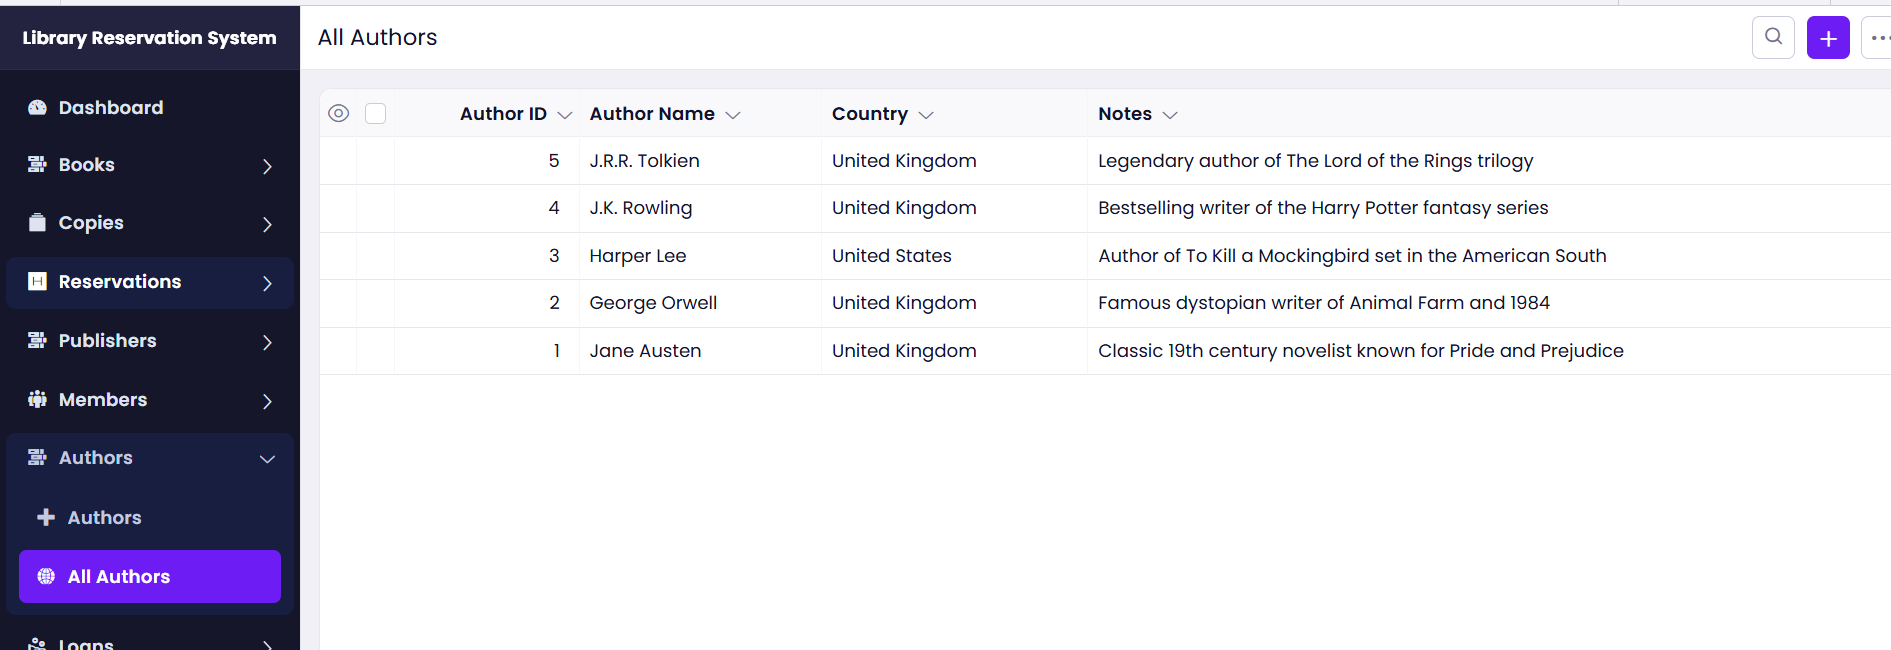 Library Reservation System
All Authors
Dashboard
Books
Copies
Reservations
Publishers
Members
Authors
Authors
All Authors
Loans
Author ID Author Name Country Notes
5 J.R.R. Tolkien United Kingdom Legendary author of The Lord of the Rings trilogy
4 J.K. Rowling United Kingdom Bestselling writer of the Harry Potter fantasy series
3 Harper Lee United States Author of To Kill a Mockingbird set in the American South
2 George Orwell United Kingdom Famous dystopian writer of Animal Farm and 1984
1 Jane Austen United Kingdom Classic 19th century novelist known for Pride and Prejudice